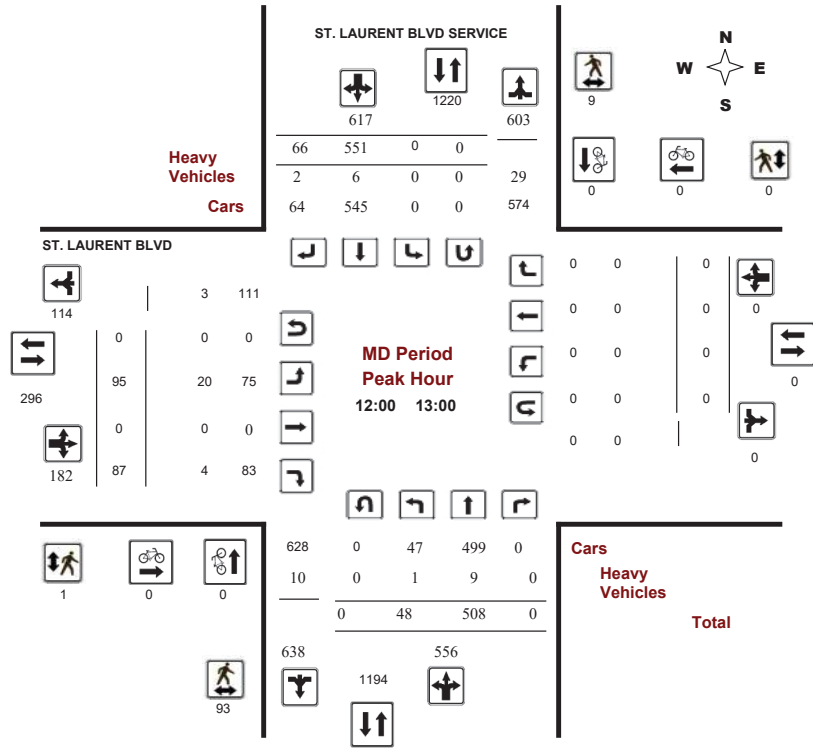 ST. LAURENT BLVD SERVICE
N
W E
S
1220
9
617 603
66 551 0 0
Heavy
Vehicles
2 6 0 0 29
0 0 0
Cars 64 545 0 0 574
ST. LAURENT BLVD
0 0 0
3 111
114 0
0 0 0
0 0 0
MD Period
Peak Hour
12:00 13:00
0 0 0
95 20 75
296 0
0 0 0
0 0 0
0 0
182 87 4 83
0
628 0 47 499 0
Cars
10 0 1 9 0
Heavy
Vehicles
1 0 0
0 48 508 0
Total
638 556
1194
93